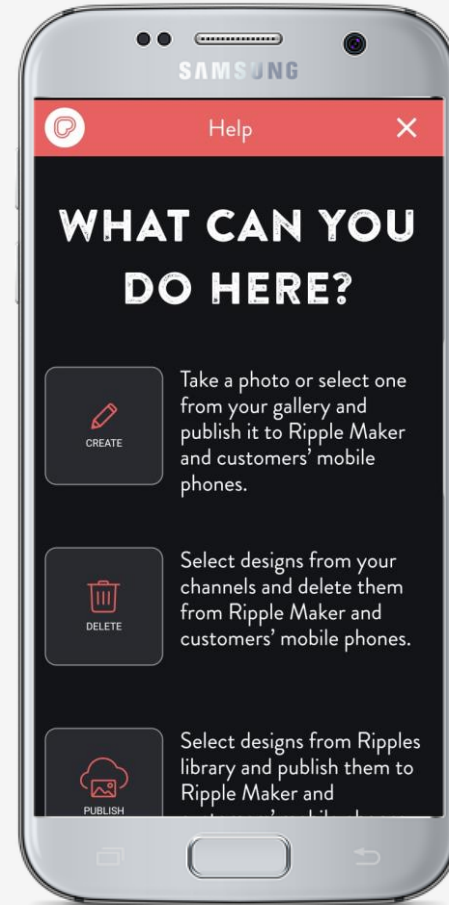 SAMSUNG
Help
WHAT CAN YOU
DO HERE?
CREATE
Take a photo or select one
from your gallery and
publish it to Ripple Maker
and customers' mobile
phones.
DELETE
Select designs from your
channels and delete them
from Ripple Maker and
customers' mobile phones.
PUBLISH
Select designs from Ripples
library and publish them to
Ripple Maker and